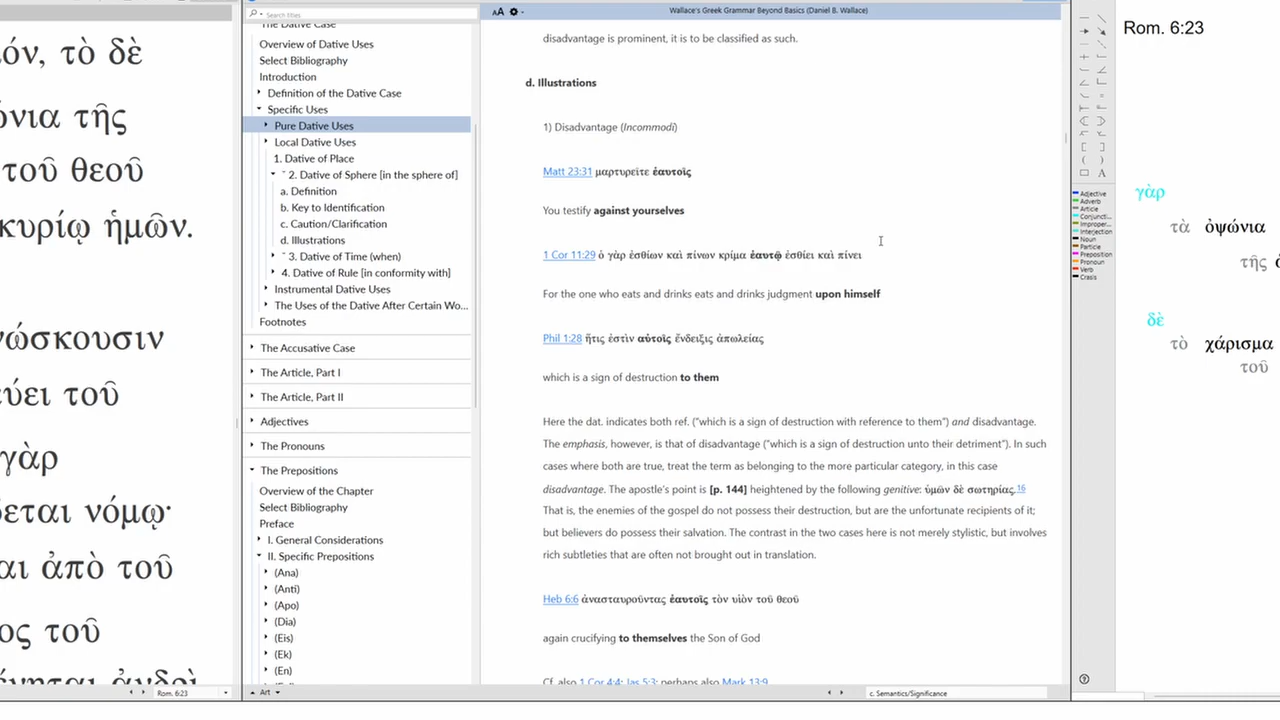 όν, τὸ δὲ
ώνια τῆς
τοῦ θεοῦ
κυρίῳ ἡμῶν.
νώσκουσιν
ύει τοῦ
γὰρ
δεται νόμῳ·
αι ἀπὸ τοῦ
ος τοῦ
Rom. 6:23
Search titles
The Dative Case
Overview of Dative Uses
Select Bibliography
Introduction
Definition of the Dative Case
Specific Uses
Pure Dative Uses
Local Dative Uses
1. Dative of Place
2. Dative of Sphere [in the sphere of]
a. Definition
b. Key to Identification
c. Caution/Clarification
d. Illustrations
3. Dative of Time (when)
4. Dative of Rule [in conformity with]
Instrumental Dative Uses
The Uses of the Dative After Certain Wo...
Footnotes
The Accusative Case
The Article, Part I
The Article, Part II
Adjectives
The Pronouns
The Prepositions
Overview of the Chapter
Select Bibliography
Preface
I. General Considerations
II. Specific Prepositions
(Ana)
(Anti)
(Apo)
(Dia)
(Eis)
(Ek)
(En)
Art
AA
Wallace's Greek Grammar Beyond Basics (Daniel B. Wallace)
disadvantage is prominent, it is to be classified as such.
d. Illustrations
1) Disadvantage (Incommodi)
Matt 23:31 μαρτυρεῖτε ἑαυτοῖς
You testify against yourselves
1 Cor 11:29 ὁ γὰρ ἐσθίων καὶ πίνων κρίμα ἑαυτῷ ἐσθίει καὶ πίνει
For the one who eats and drinks eats and drinks judgment upon himself
Phil 1:28 ἥτις ἐστὶν αὐτοῖς ἔνδειξις ἀπωλείας
which is a sign of destruction to them
Here the dat. indicates both ref. ("which is a sign of destruction with reference to them") and disadvantage.
The emphasis, however, is that of disadvantage ("which is a sign of destruction unto their detriment"). In such
cases where both are true, treat the term as belonging to the more particular category, in this case
disadvantage. The apostle's point is [p. 144] heightened by the following genitive: ὑμῶν δὲ σωτηρίας.16
That is, the enemies of the gospel do not possess their destruction, but are the unfortunate recipients of it;
but believers do possess their salvation. The contrast in the two cases here is not merely stylistic, but involves
rich subtleties that are often not brought out in translation.
Heb 6:6 ἀνασταυροῦντας ἑαυτοῖς τὸν υἱὸν τοῦ θεοῦ
again crucifying to themselves the Son of God
Cf. also 1 Cor 4:4; Jas 5:3; perhaps also Mark 13:9
c. Semantics/Significance
Adjective
Adverb
Article
Conjuncti...
Improper...
Interjection
Noun
Particle
Preposition
Pronoun
Verb
Crasis
Rom. 6:23
γὰρ
τὰ ὀψώνια
τῆς
δὲ
τὸ χάρισμα
τοῦ